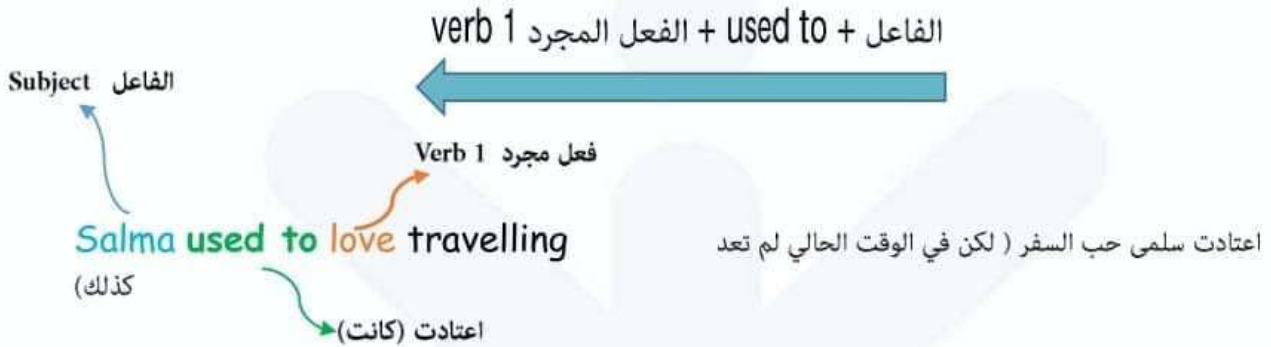 الفاعل + used to + الفعل المجرد verb 1
Subject الفاعل
Verb 1 فعل مجرد
Salma used to love travelling
اعتادت سلمى حب السفر ( لكن في الوقت الحالي لم تعد
كذلك)
اعتادت (كانت)